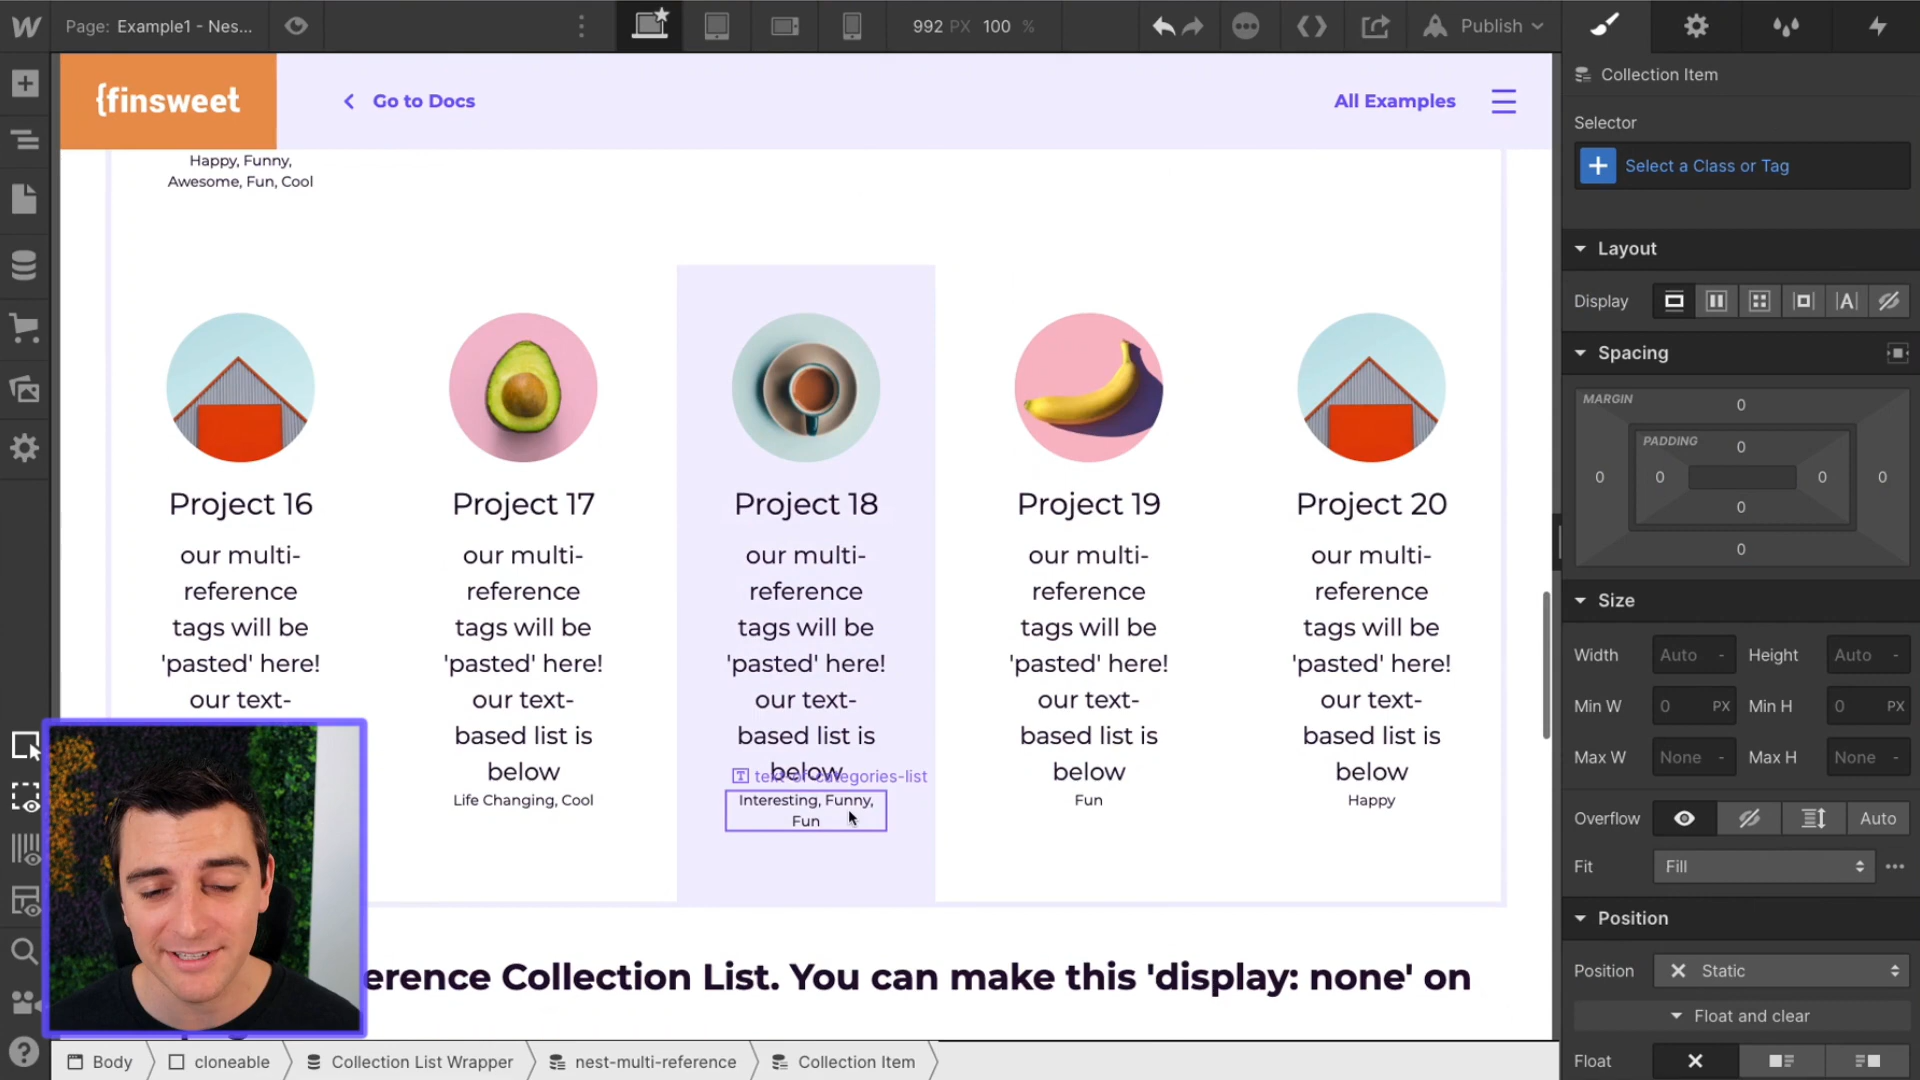 Page: Example1 - Nes...
992 PX 100 %
Publish
{finsweet
Go to Docs
All Examples
Happy, Funny,
Awesome, Fun, Cool
Project 16
our multi-
reference
tags will be
'pasted' here!
our text-
Project 17
our multi-
reference
tags will be
'pasted' here!
our text-
based list is
below
Life Changing, Cool
Project 18
our multi-
reference
tags will be
'pasted' here!
our text-
based list is
below
text-of-categories-list
Interesting, Funny,
Fun
Project 19
our multi-
reference
tags will be
'pasted' here!
our text-
based list is
below
Fun
Project 20
our multi-
reference
tags will be
'pasted' here!
our text-
based list is
below
Happy
erence Collection List. You can make this 'display: none' on
Body
cloneable
Collection List Wrapper
nest-multi-reference
Collection Item
Collection Item
Selector
Select a Class or Tag
Layout
Display
Spacing
MARGIN
0
PADDING
0
0 0 0 0
0
0
Size
Width Auto - Height Auto -
Min W 0 PX Min H 0 PX
Max W None - Max H None -
Overflow Auto
Fit Fill
Position
Position Static
Float and clear
Float